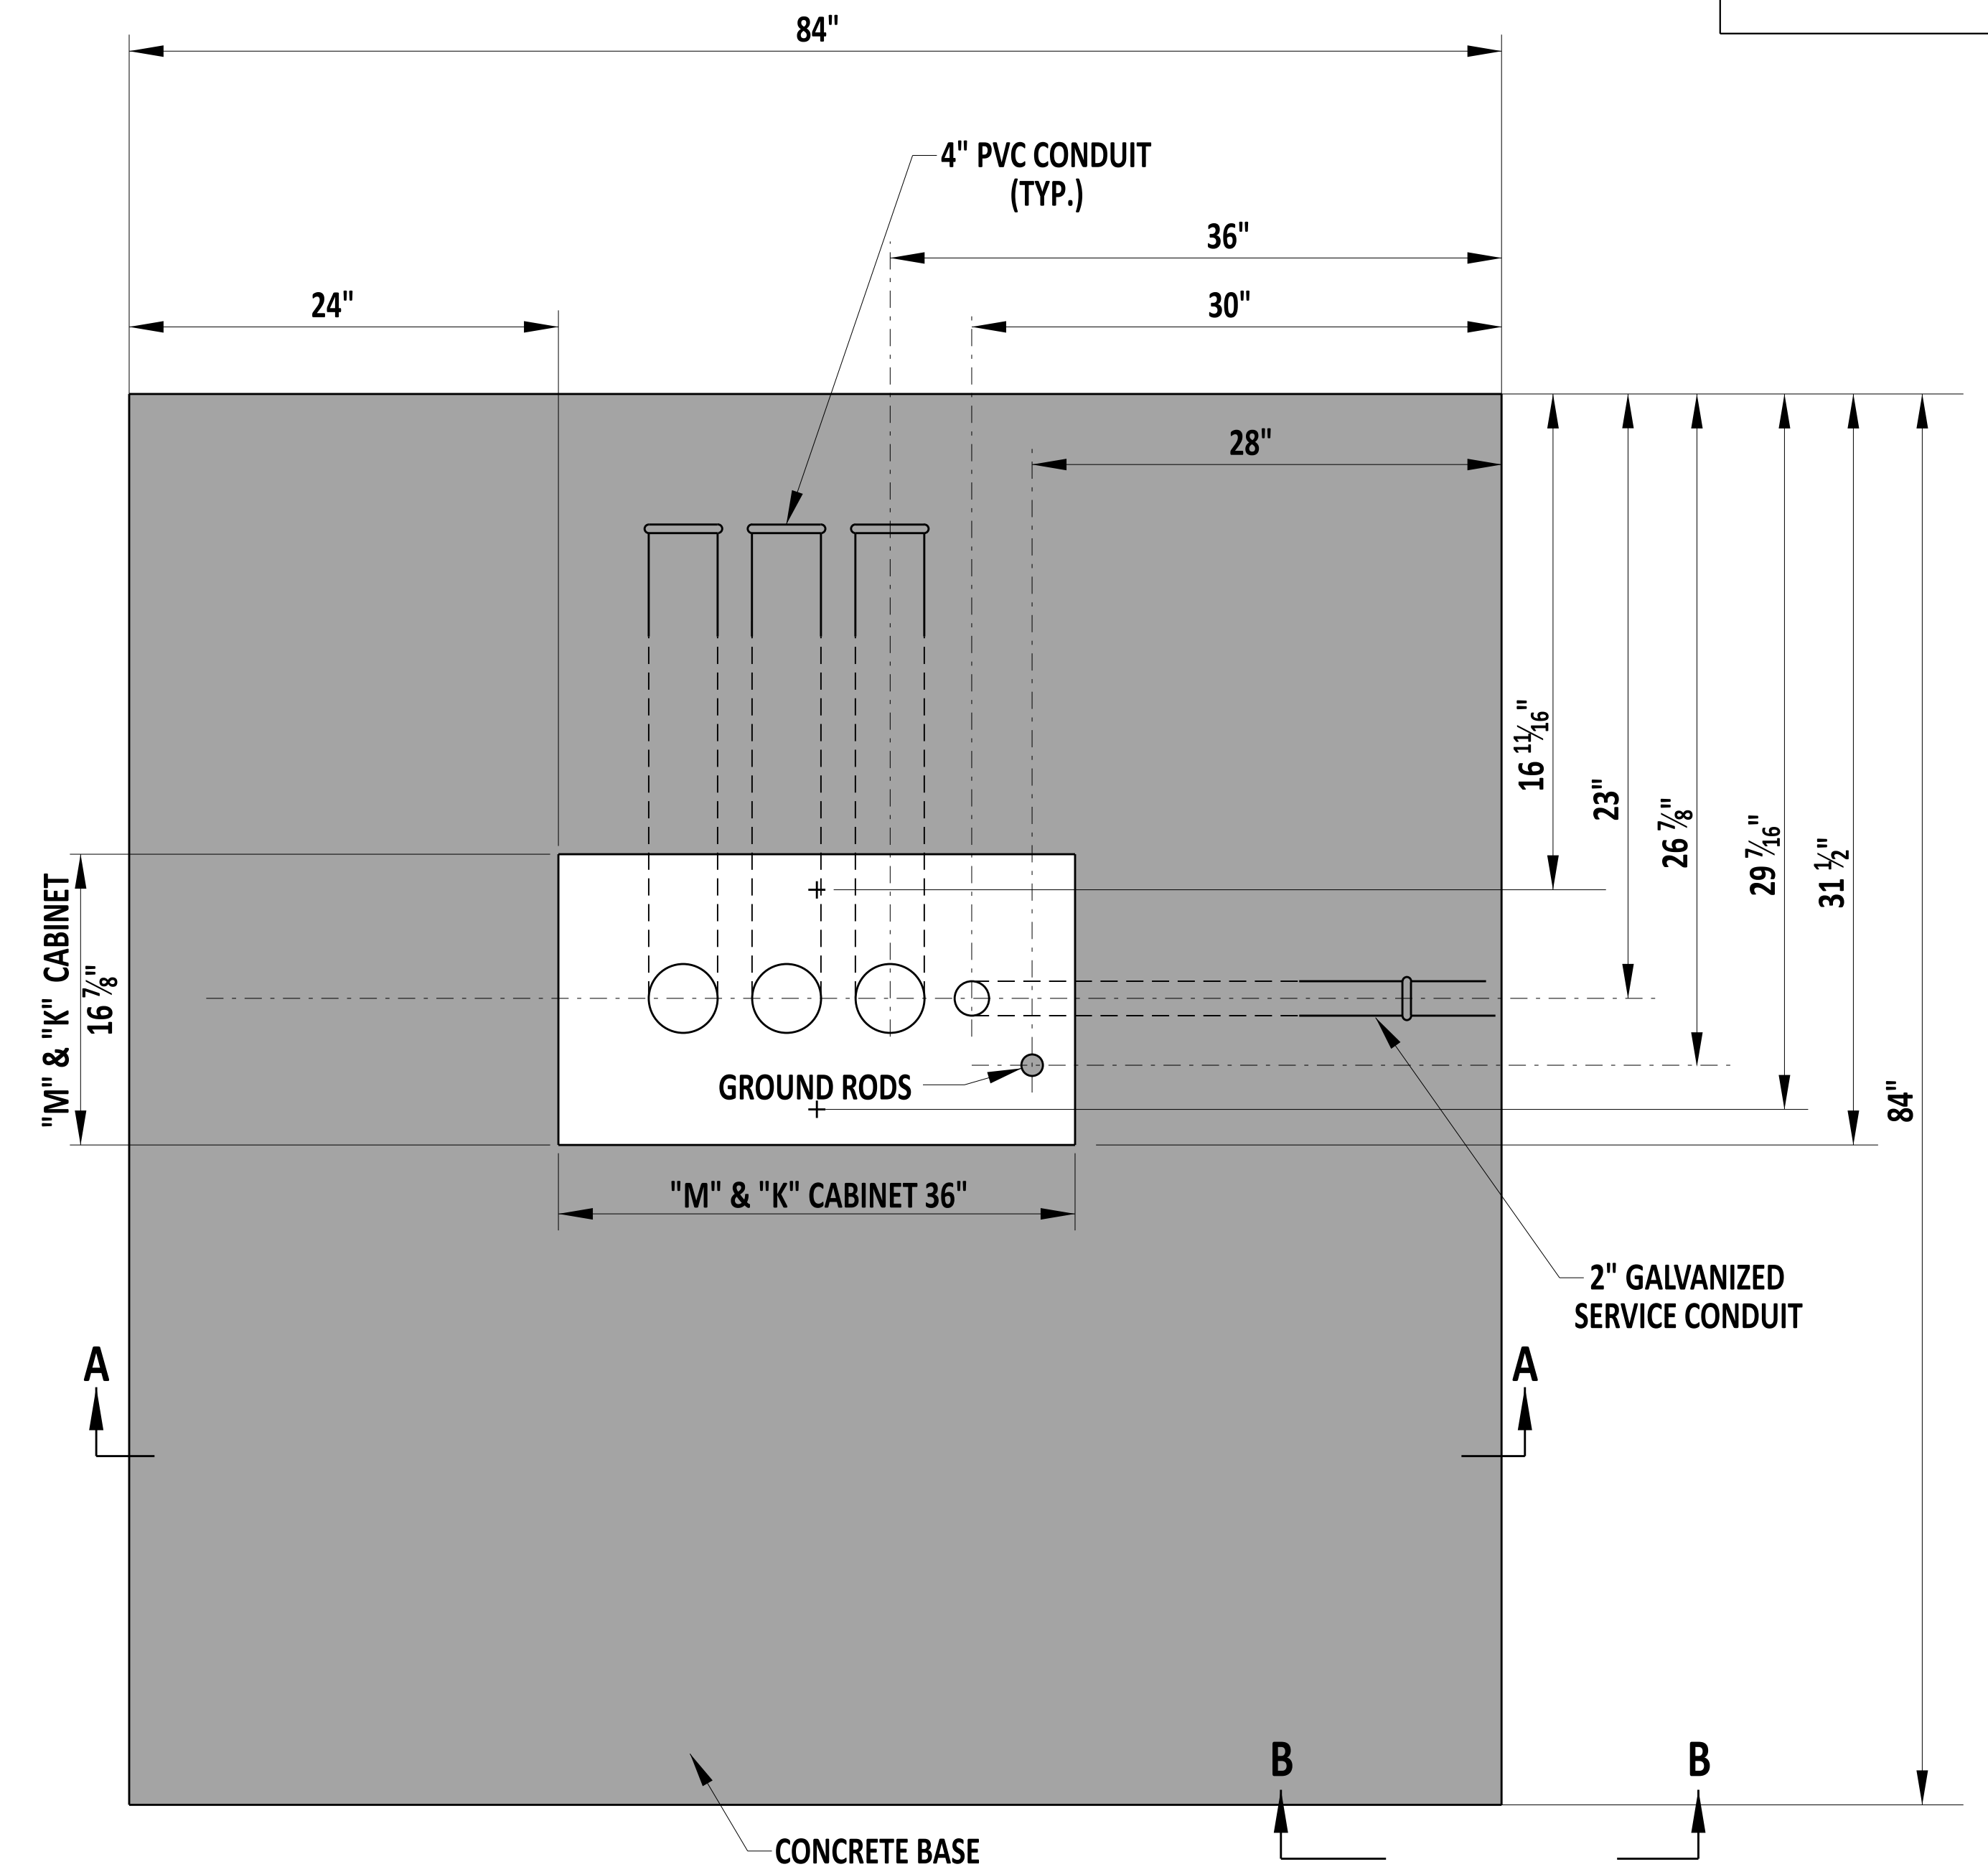 84"
4" PVC CONDUIT
(TYP.)
36"
24"
30"
28"
16 11/16"
23"
26 7/8"
29 7/16"
31 1/2"
84"
"M" & "K" CABINET
16 7/8"
GROUND RODS
"M" & "K" CABINET 36"
2" GALVANIZED
SERVICE CONDUIT
A
A
B
B
CONCRETE BASE